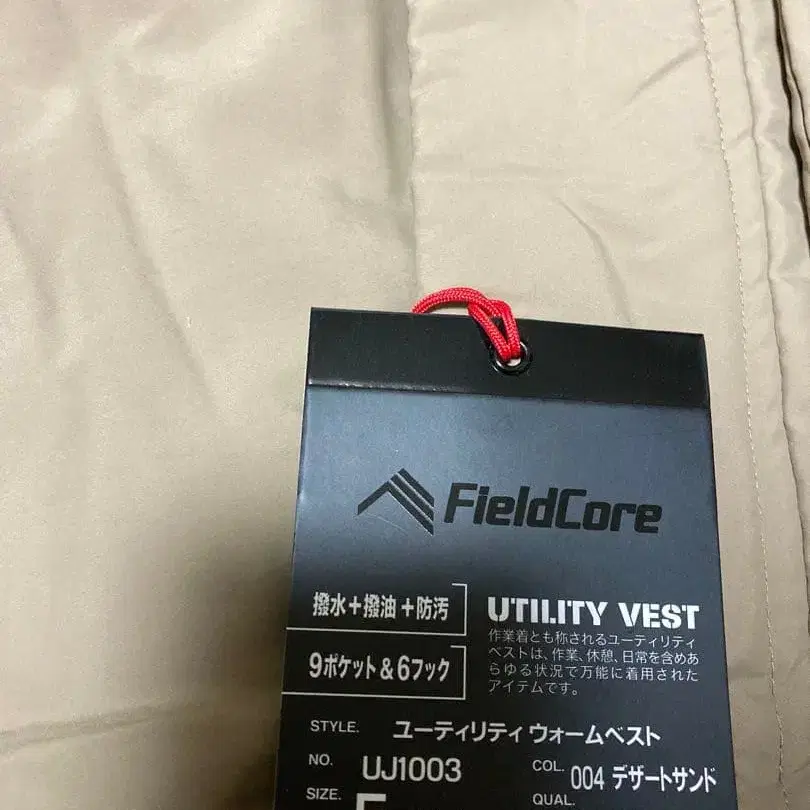 FieldCore
撥水+撥油+防汚
9ポケット&6フック
UTILITY VEST
作業着とも称されるユーティリティ
ベストは、作業、休憩、日常を含めあ
らゆる状況で万能に着用された
アイテムです。
STYLE. ユーティリティ ウォームベスト
NO. UJ1003
COL. 004 デザートサンド
SIZE.
QUAL.